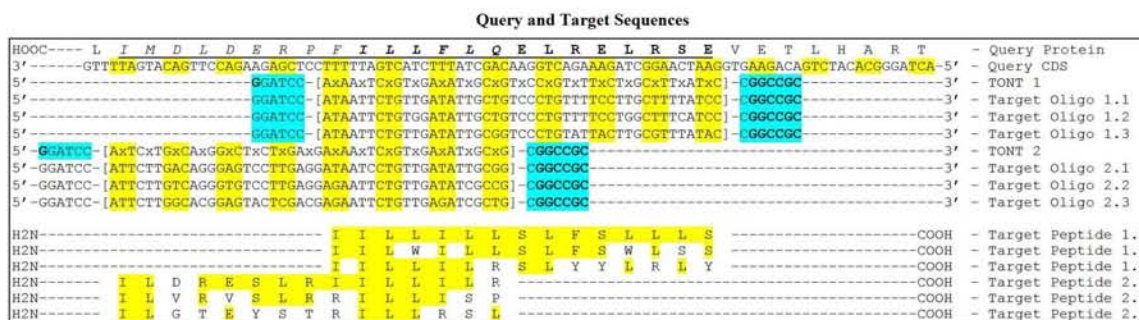 Query and Target Sequences
HOOC---- L I M D L D E R P F I L L F L Q E L R E L R S E V E T L H A R T - Query Protein
3'-GTTTTAGTACAGTTCCAGAAGAGCTCCTTTTTAGTCATCTTTATCGACAAGGTCAGAAAGATCGGAACTAAGGTGAAGACAGTCTACACGGGATCA-5' - Query CDS
5'-GGATCC-[AxAAxTCxGTxGAxATxGCxGTxCCxGTxTTxCTxGCxTTxATxC]-CGGCCGC-3' - TONT 1
5'-GGATCC-[ATAATTCTGTGGATATTGCTGTCCCTGTTTTCCTTGCTTTTATCC]-CGGCCGC-3' - Target Oligo 1.1
5'-GGATCC-[ATAATTCTGTGGATATTGCTGTCCCTGTTTTCCTGGCTTTCATCC]-CGGCCGC-3' - Target Oligo 1.2
5'-GGATCC-[ATAATTCTGTTGATATTGCGGTCCCTGTATTACTTGCGTTTATAC]-CGGCCGC-3' - Target Oligo 1.3
5'-GGATCC-[AxTCxTGxCAxGGxCTxCTxGAxGAxAAxTCxGTxGAxATxGCxG]-CGGCCGC-3' - TONT 2
5'-GGATCC-[ATTCTTGACAGGGAGTCCTTGAGGATAATCCTGTTGATATTGCGG]-CGGCCGC-3' - Target Oligo 2.1
5'-GGATCC-[ATTCTTGTCAGGGTGTCCTTGAGGAGAATTCTGTTGATATCGCCG]-CGGCCGC-3' - Target Oligo 2.2
5'-GGATCC-[ATTCTTGGCACGGAGTACTCGACGAGAATTCTGTTGAGATCGCTG]-CGGCCGC-3' - Target Oligo 2.3
H2N I I L L I L L S L F S L L L S COOH - Target Peptide 1.
H2N I I L W I L L S L F S W L S S COOH - Target Peptide 1.
H2N I I L L I L R S L Y Y L R L Y COOH - Target Peptide 1.
H2N I L D R E S L R I I L L I L R COOH - Target Peptide 2.
H2N I L V R V S L R R I L L I S P COOH - Target Peptide 2.
H2N I L G T E Y S T R I L L R S L COOH - Target Peptide 2.